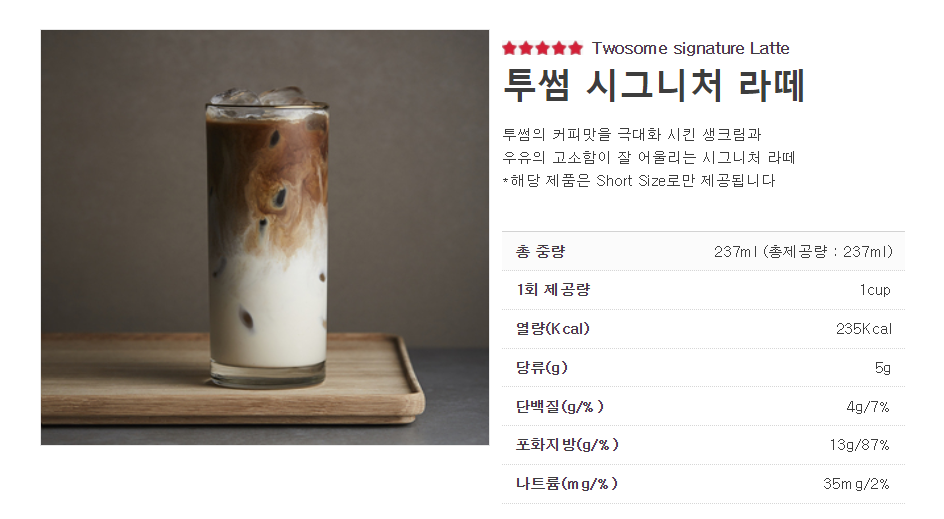 ★★★★★ Twosome signature Latte
투썸 시그니처 라떼
투썸의 커피맛을 극대화 시킨 생크림과
우유의 고소함이 잘 어울리는 시그니처 라떼
*해당 제품은 Short Size로만 제공됩니다
총 중량 237ml (총제공량 : 237ml)
1회 제공량 1cup
열량(Kcal) 235Kcal
당류(g) 5g
단백질(g/%) 4g/7%
포화지방(g/%) 13g/87%
나트륨(mg/%) 35mg/2%